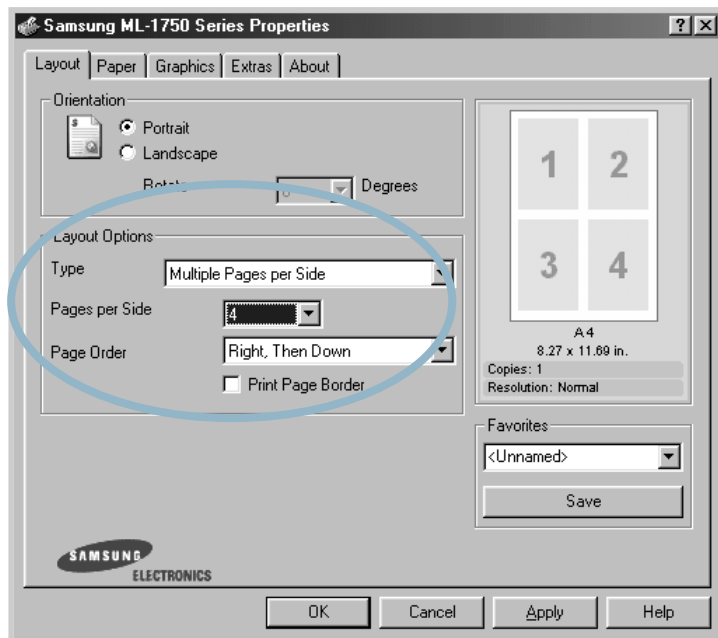 Samsung ML-1750 Series Properties
Layout Paper Graphics Extras About
Orientation
Portrait
Landscape
Rotate Degrees
Layout Options
Type Multiple Pages per Side
Pages per Side 4
Page Order Right, Then Down
Print Page Border
1 2
3 4
A4
8.27 x 11.69 in.
Copies: 1
Resolution: Normal
Favorites
<Unnamed>
Save
SAMSUNG
ELECTRONICS
OK Cancel Apply Help